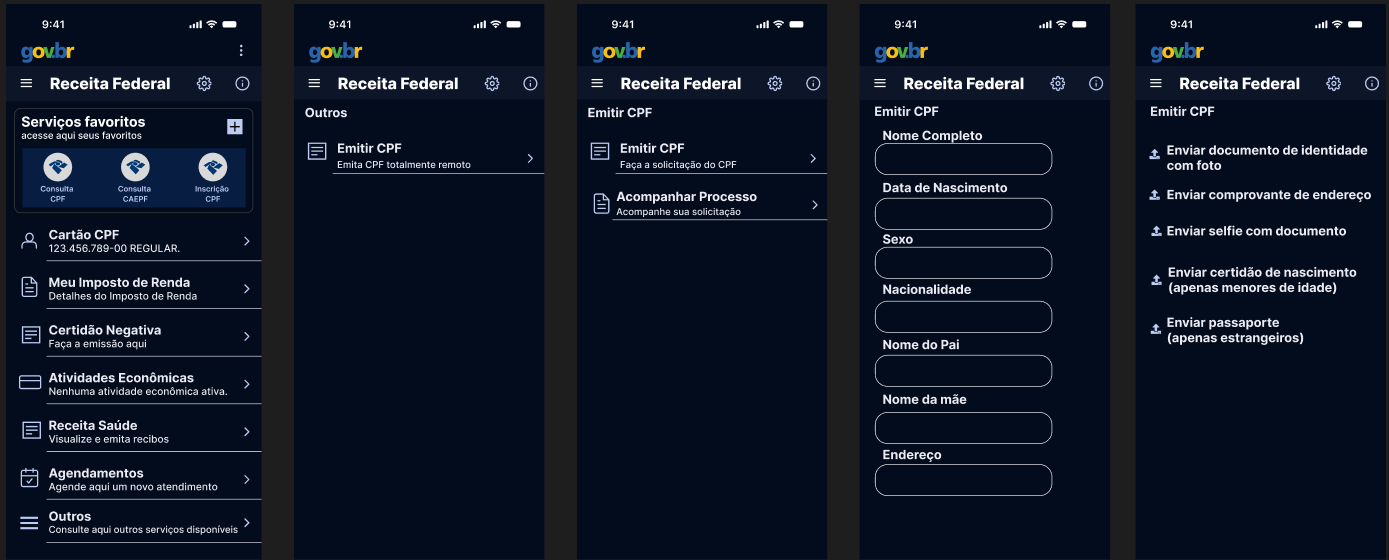 9:41
gov.br
Receita Federal
Serviços favoritos
acesse aqui seus favoritos
Consulta
CPF
Consulta
CAEPF
Inscrição
CPF
Cartão CPF
123.456.789-00 REGULAR.
Meu Imposto de Renda
Detalhes do Imposto de Renda
Certidão Negativa
Faça a emissão aqui
Atividades Econômicas
Nenhuma atividade econômica ativa.
Receita Saúde
Visualize e emita recibos
Agendamentos
Agende aqui um novo atendimento
Outros
Consulte aqui outros serviços disponíveis
9:41
gov.br
Receita Federal
Outros
Emitir CPF
Emita CPF totalmente remoto
9:41
gov.br
Receita Federal
Emitir CPF
Emitir CPF
Faça a solicitação do CPF
Acompanhar Processo
Acompanhe sua solicitação
9:41
gov.br
Receita Federal
Emitir CPF
Nome Completo
Data de Nascimento
Sexo
Nacionalidade
Nome do Pai
Nome da mãe
Endereço
9:41
gov.br
Receita Federal
Emitir CPF
Enviar documento de identidade
com foto
Enviar comprovante de endereço
Enviar selfie com documento
Enviar certidão de nascimento
(apenas menores de idade)
Enviar passaporte
(apenas estrangeiros)